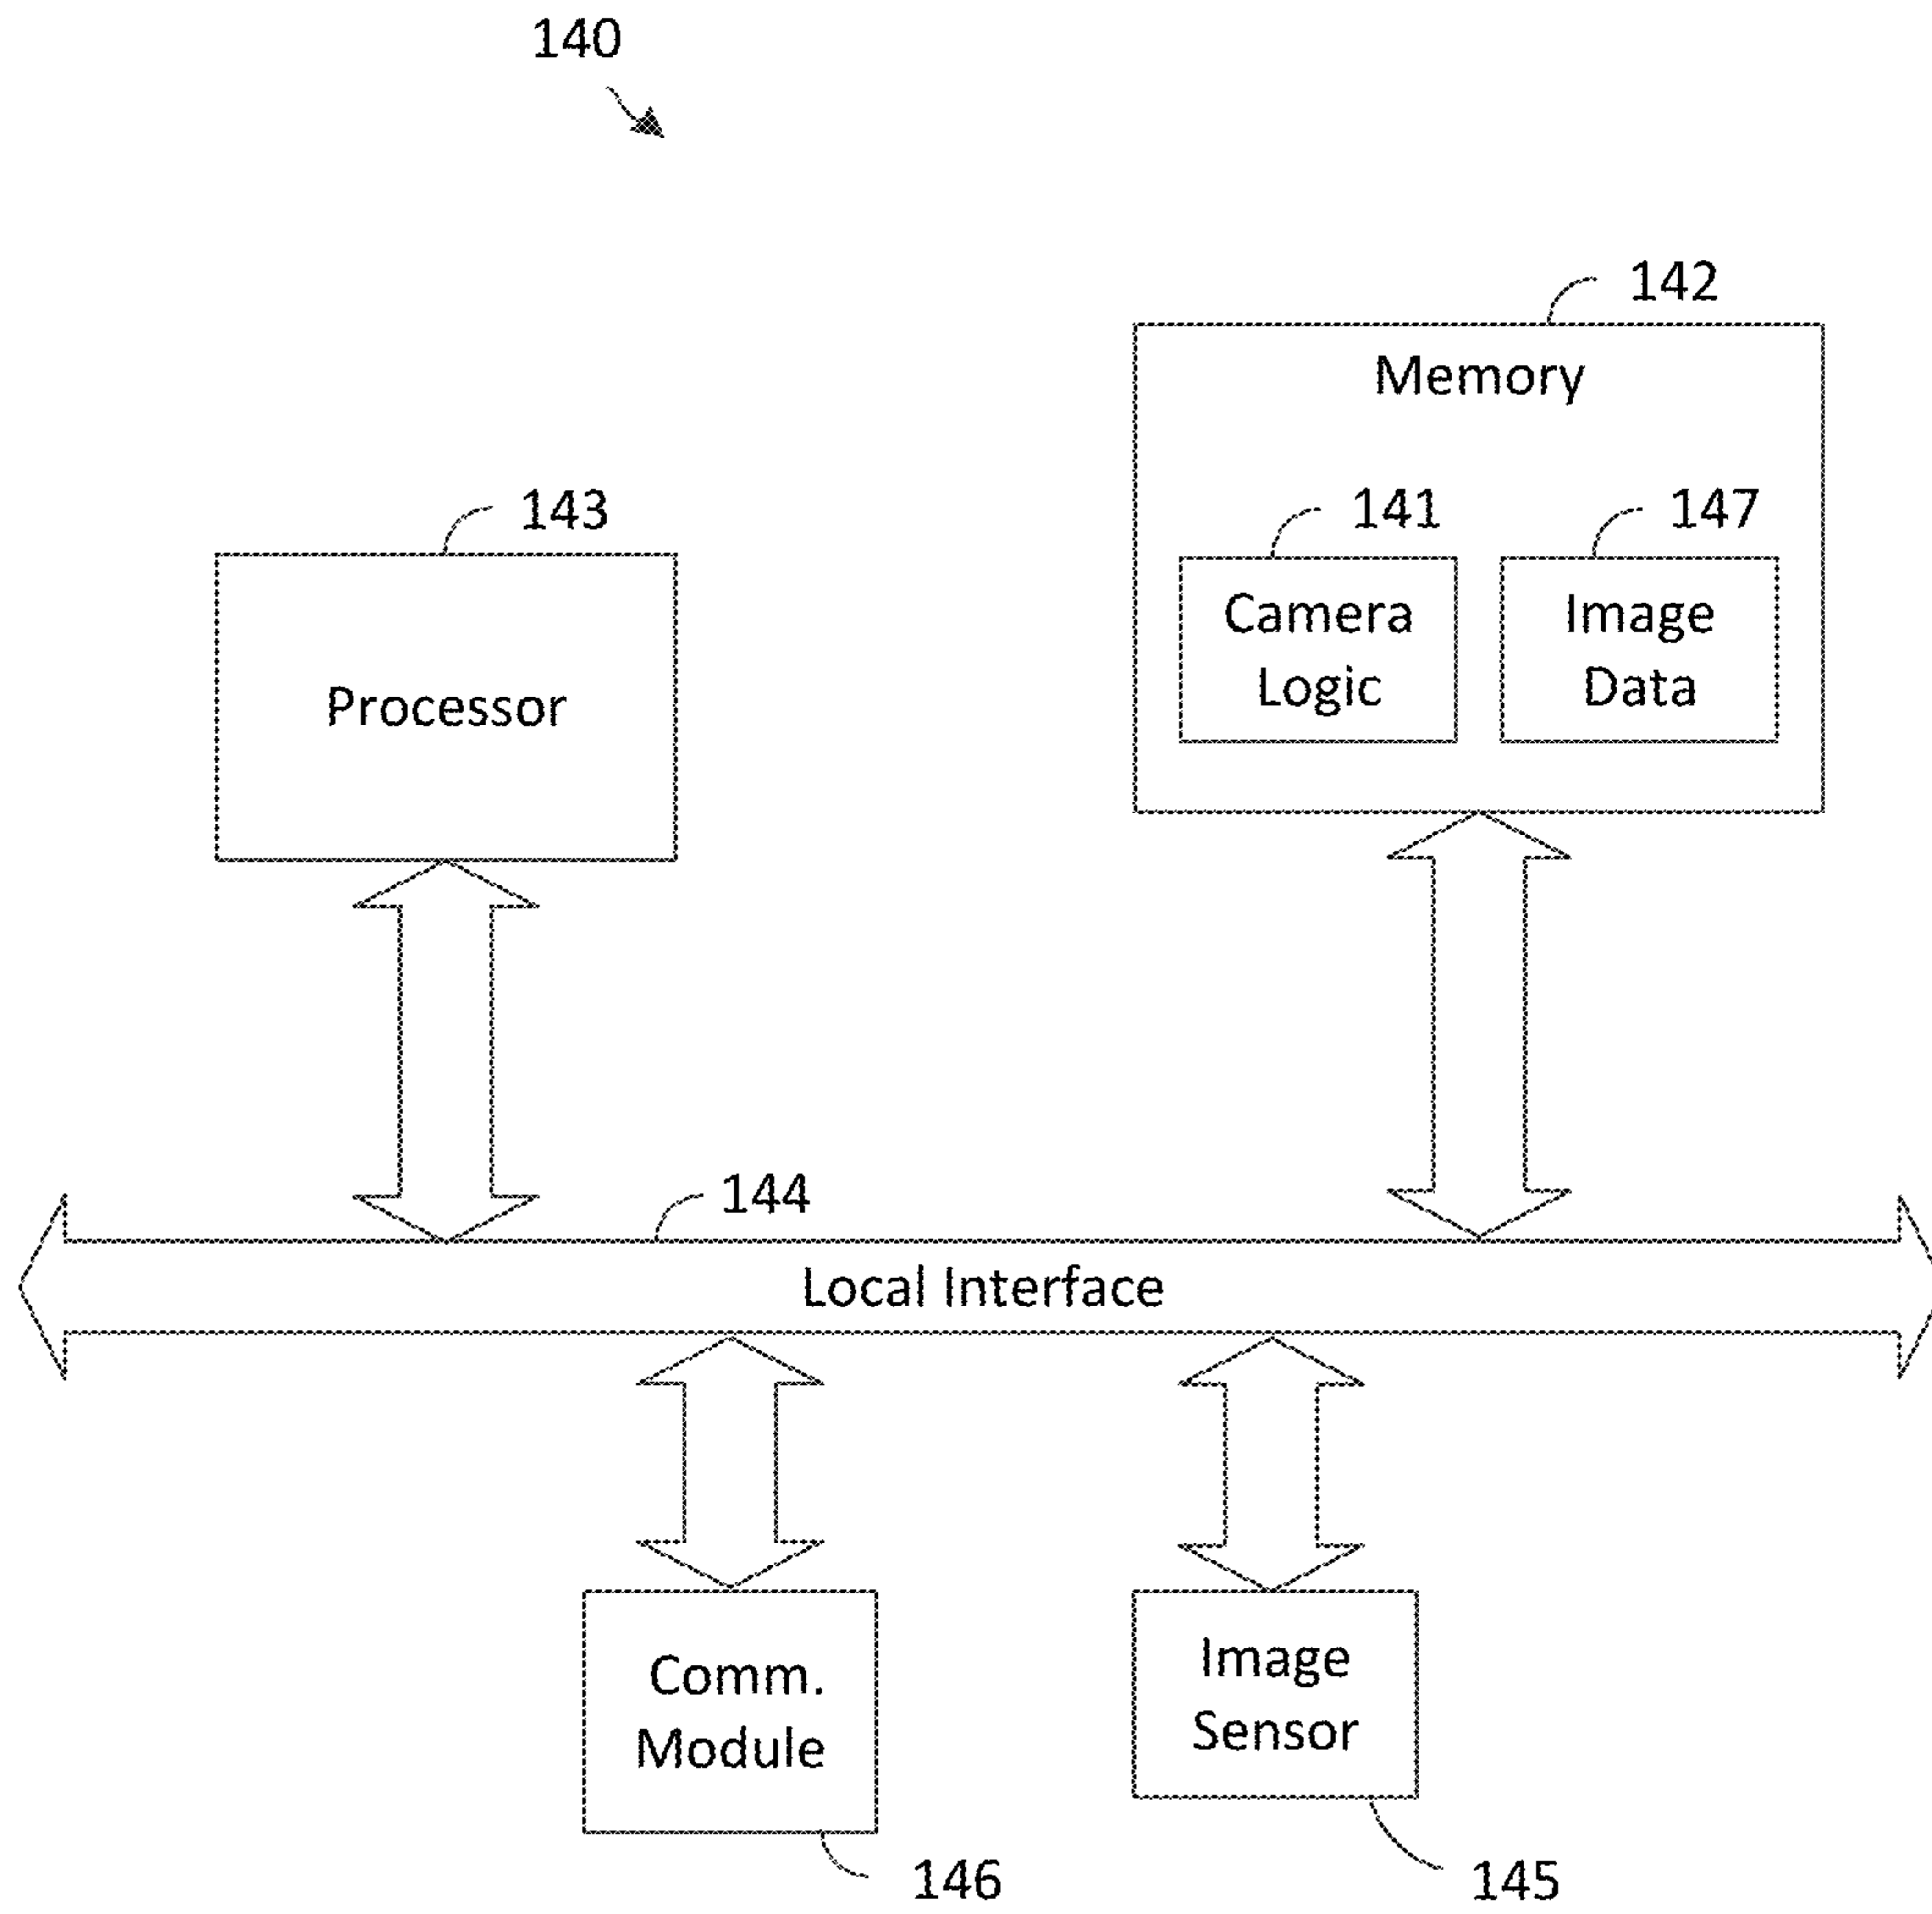 140
142
Memory
143
141
147
Processor
Camera
Logic
Image
Data
144
Local Interface
Comm.
Module
Image
Sensor
146
145